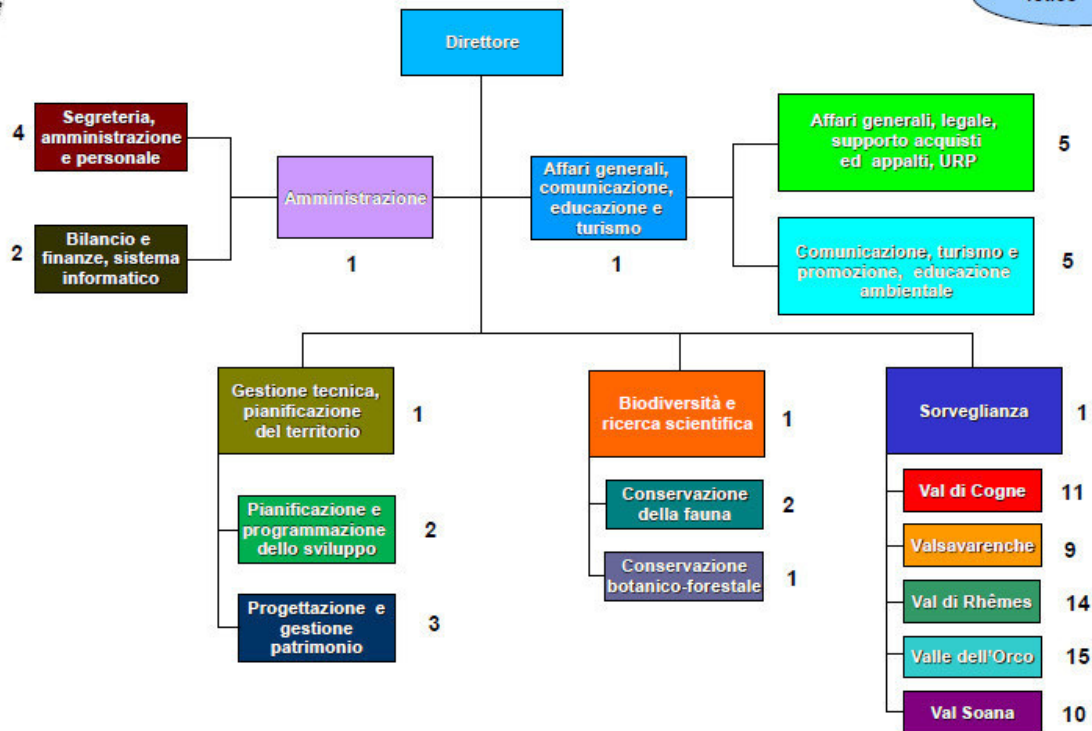 Direttore
4
Segreteria,
amministrazione
e personale
2
Bilancio e
finanze, sistema
informatico
Amministrazione
1
Affari generali,
comunicazione,
educazione e
turismo
1
Affari generali, legale,
supporto acquisti
ed appalti, URP
5
Comunicazione, turismo e
promozione, educazione
ambientale
5
Gestione tecnica,
pianificazione
del territorio
1
Pianificazione e
programmazione
dello sviluppo
2
Progettazione e
gestione
patrimonio
3
Biodiversità e
ricerca scientifica
1
Conservazione
della fauna
2
Conservazione
botanico-forestale
1
Sorveglianza
1
Val di Cogne
11
Valsavarenche
9
Val di Rhêmes
14
Valle dell'Orco
15
Val Soana
10